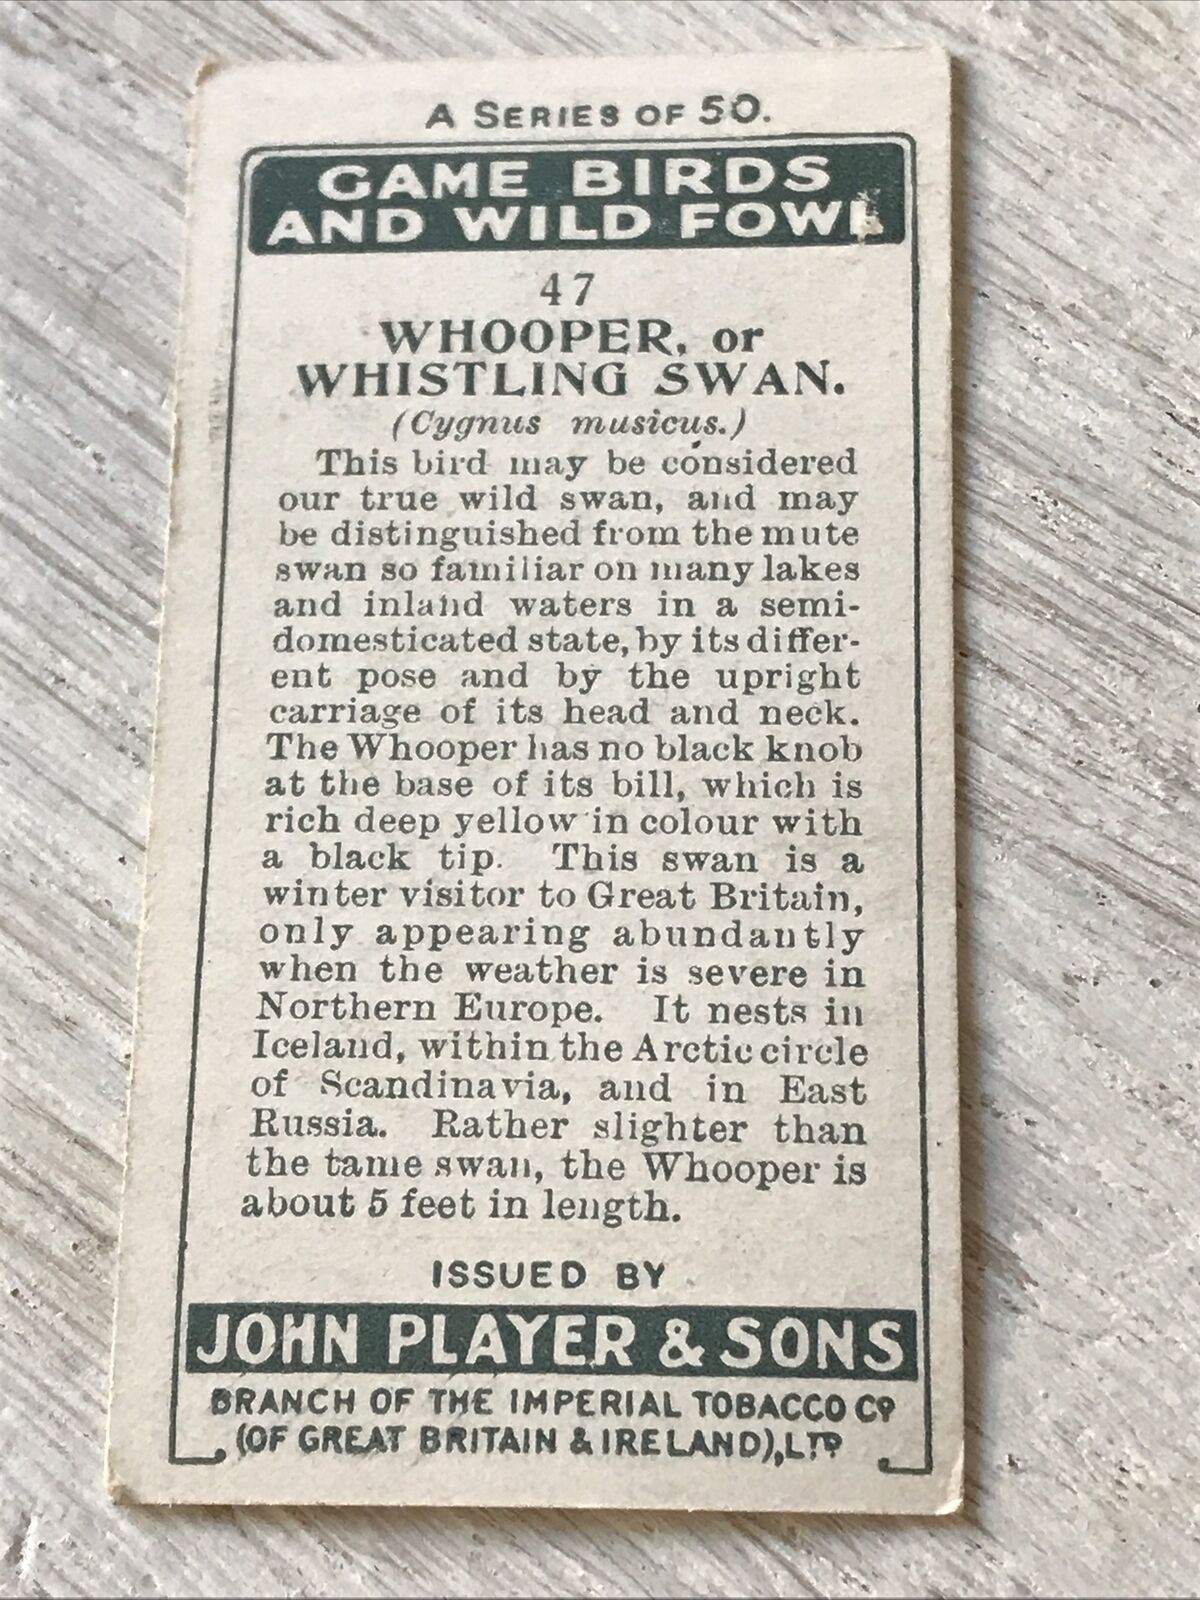 A SERIES OF 50.
GAME BIRDS
AND WILD FOWL
47
WHOOPER, or
WHISTLING SWAN.
(Cygnus musicus.)
This bird may be considered
our true wild swan, and may
be distinguished from the mute
swan so familiar on many lakes
and inland waters in a semi-
domesticated state, by its differ-
ent pose and by the upright
carriage of its head and neck.
The Whooper has no black knob
at the base of its bill, which is
rich deep yellow in colour with
a black tip. This swan is a
winter visitor to Great Britain,
only appearing abundantly
when the weather is severe in
Northern Europe. It nests in
Iceland, within the Arctic circle
of Scandinavia, and in East
Russia. Rather slighter than
the tame swan, the Whooper is
about 5 feet in length.
ISSUED BY
JOHN PLAYER & SONS
BRANCH OF THE IMPERIAL TOBACCO Co
(OF GREAT BRITAIN & IRELAND), LTD